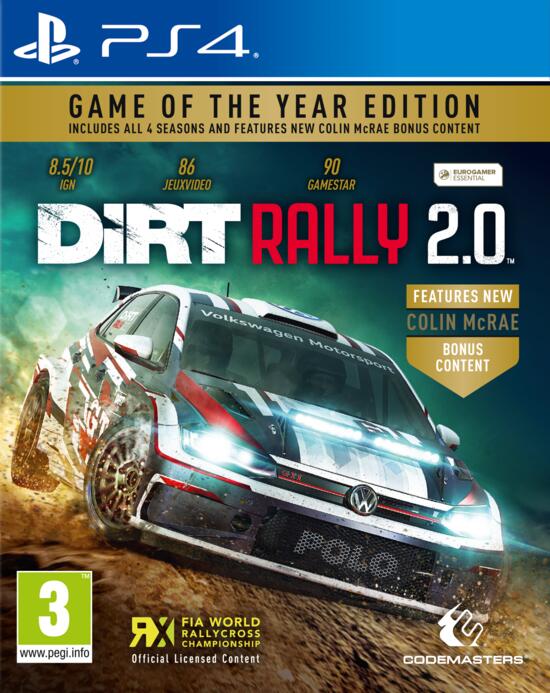 PS4
GAME OF THE YEAR EDITION
INCLUDES ALL 4 SEASONS AND FEATURES NEW COLIN McRAE BONUS CONTENT
8.5/10
IGN
86
JEUXVIDEO
90
GAMESTAR
EUROGAMER
ESSENTIAL
DiRT RALLY 2.0™
FEATURES NEW
COLIN McRAE
BONUS
CONTENT
Volkswagen Motorsport
POLO
3
www.pegi.info
RX
FIA WORLD
RALLYCROSS
CHAMPIONSHIP
Official Licensed Content
CODEMASTERS®